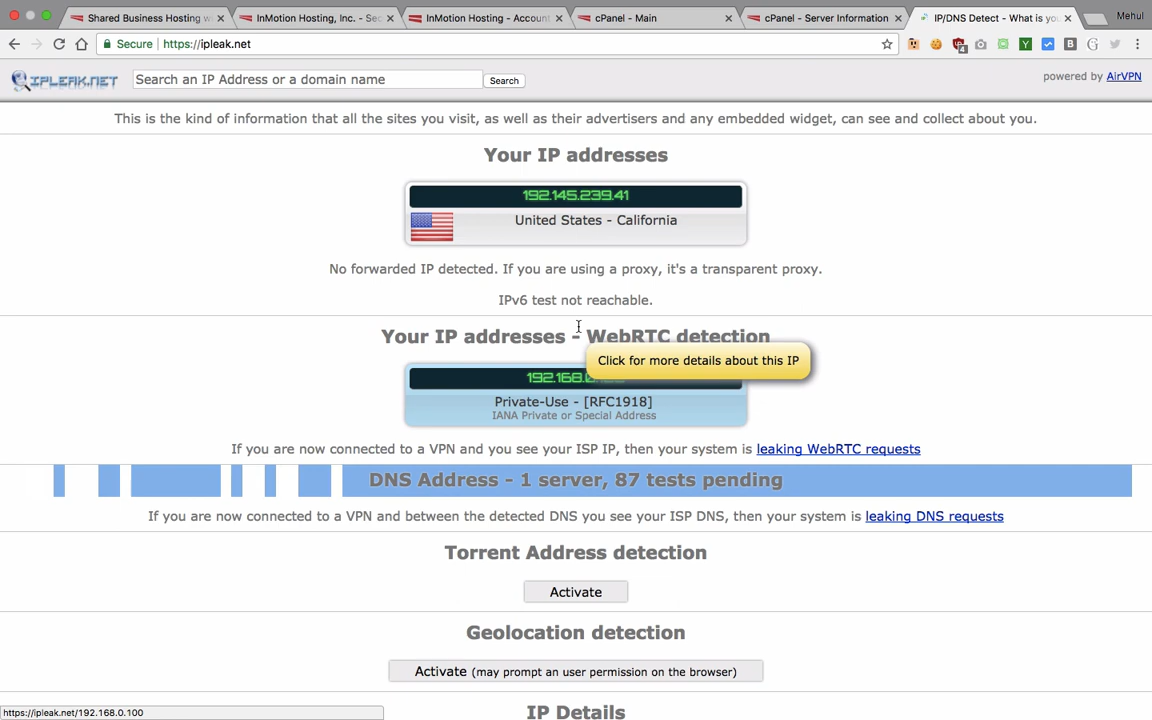 Shared Business Hosting w
InMotion Hosting, Inc. - Sec
InMotion Hosting - Account
cPanel - Main
cPanel - Server Information
IP/DNS Detect - What is you
Mehul
Secure
https://ipleak.net
4
Y
B
G
IPLEAK.NET
Search an IP Address or a domain name
Search
powered by AirVPN
This is the kind of information that all the sites you visit, as well as their advertisers and any embedded widget, can see and collect about you.
Your IP addresses
192.145.239.41
United States - California
No forwarded IP detected. If you are using a proxy, it's a transparent proxy.
IPv6 test not reachable.
Your IP addresses - WebRTC detection
Click for more details about this IP
192.168.0.100
Private-Use - [RFC1918]
IANA Private or Special Address
If you are now connected to a VPN and you see your ISP IP, then your system is leaking WebRTC requests
DNS Address - 1 server, 87 tests pending
If you are now connected to a VPN and between the detected DNS you see your ISP DNS, then your system is leaking DNS requests
Torrent Address detection
Activate
Geolocation detection
Activate (may prompt an user permission on the browser)
IP Details
https://ipleak.net/192.168.0.100